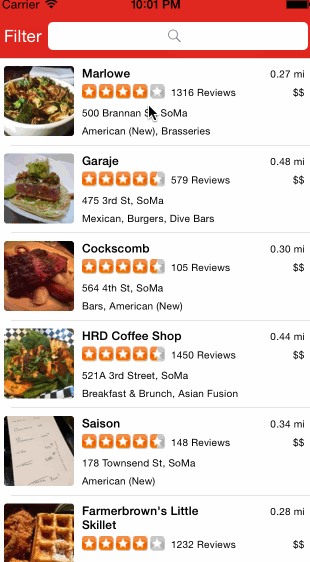 Carrier 10:01 PM
Filter
Marlowe 0.27 mi
1316 Reviews $$
500 Brannan St, SoMa
American (New), Brasseries
Garaje 0.48 mi
579 Reviews $$
475 3rd St, SoMa
Mexican, Burgers, Dive Bars
Cockscomb 0.30 mi
105 Reviews $$
564 4th St, SoMa
Bars, American (New)
HRD Coffee Shop 0.44 mi
1450 Reviews $$
521A 3rd Street, SoMa
Breakfast & Brunch, Asian Fusion
Saison 0.34 mi
148 Reviews $$
178 Townsend St, SoMa
American (New)
Farmerbrown's Little 0.28 mi
Skillet
1232 Reviews $$